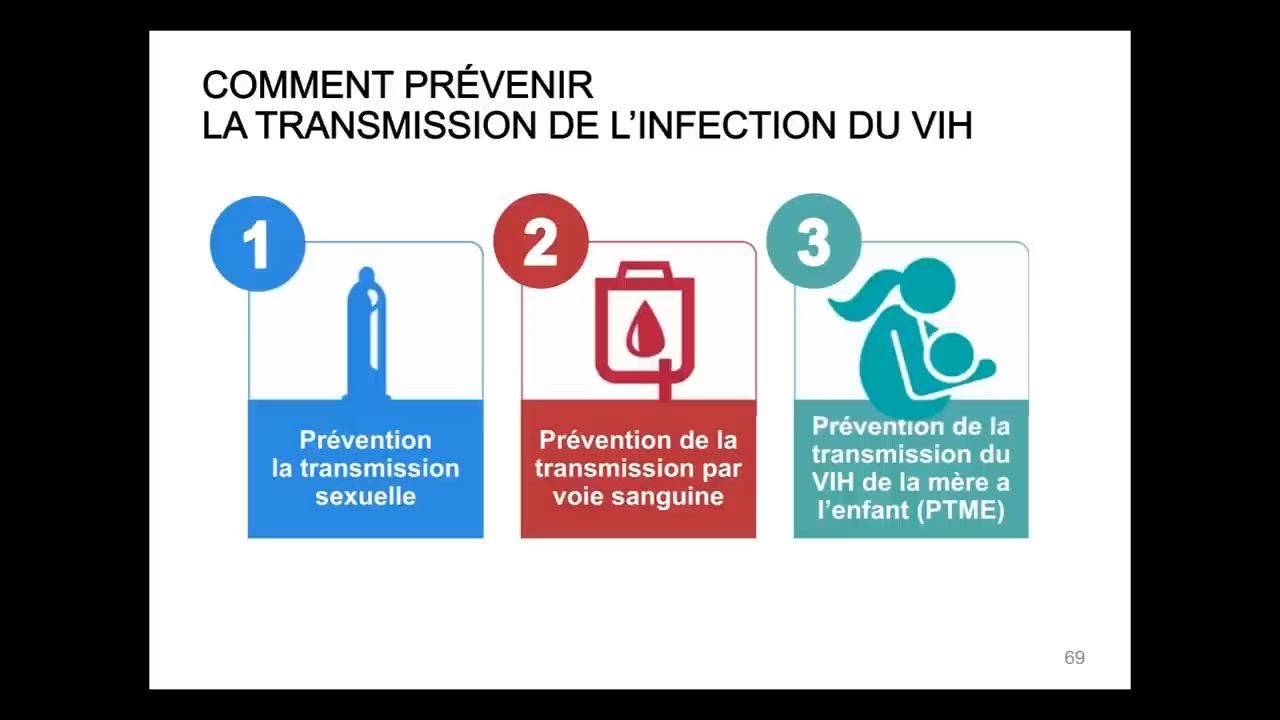 COMMENT PRÉVENIR
LA TRANSMISSION DE L’INFECTION DU VIH
1
Prévention
la transmission
sexuelle
2
Prévention de la
transmission par
voie sanguine
3
Prévention de la
transmission du
VIH de la mère a
l’enfant (PTME)
69